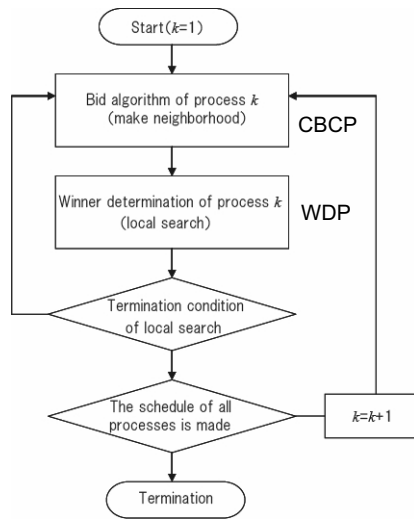 Start(k=1)
Bid algorithm of process k
(make neighborhood)
CBCP
Winner determination of process k
(local search)
WDP
Termination condition
of local search
The schedule of all
processes is made
k=k+1
Termination